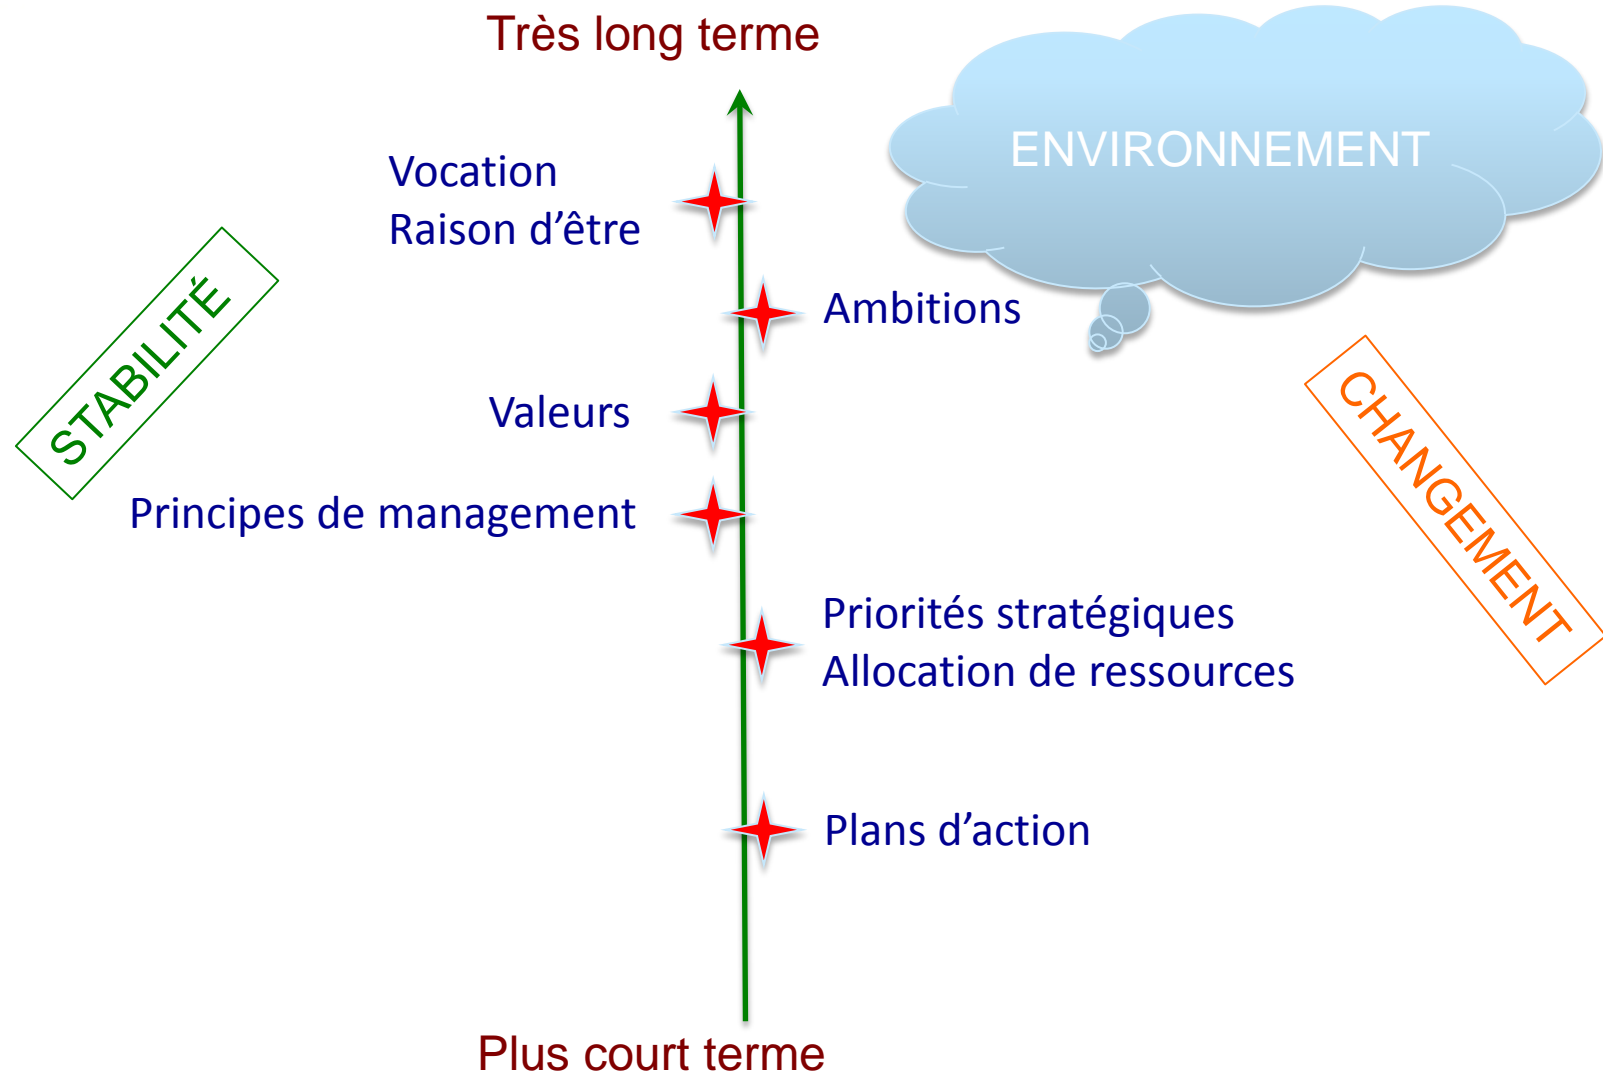 Très long terme
ENVIRONNEMENT
Vocation
Raison d’être
Ambitions
STABILITÉ
Valeurs
CHANGEMENT
Principes de management
Priorités stratégiques
Allocation de ressources
Plans d’action
Plus court terme